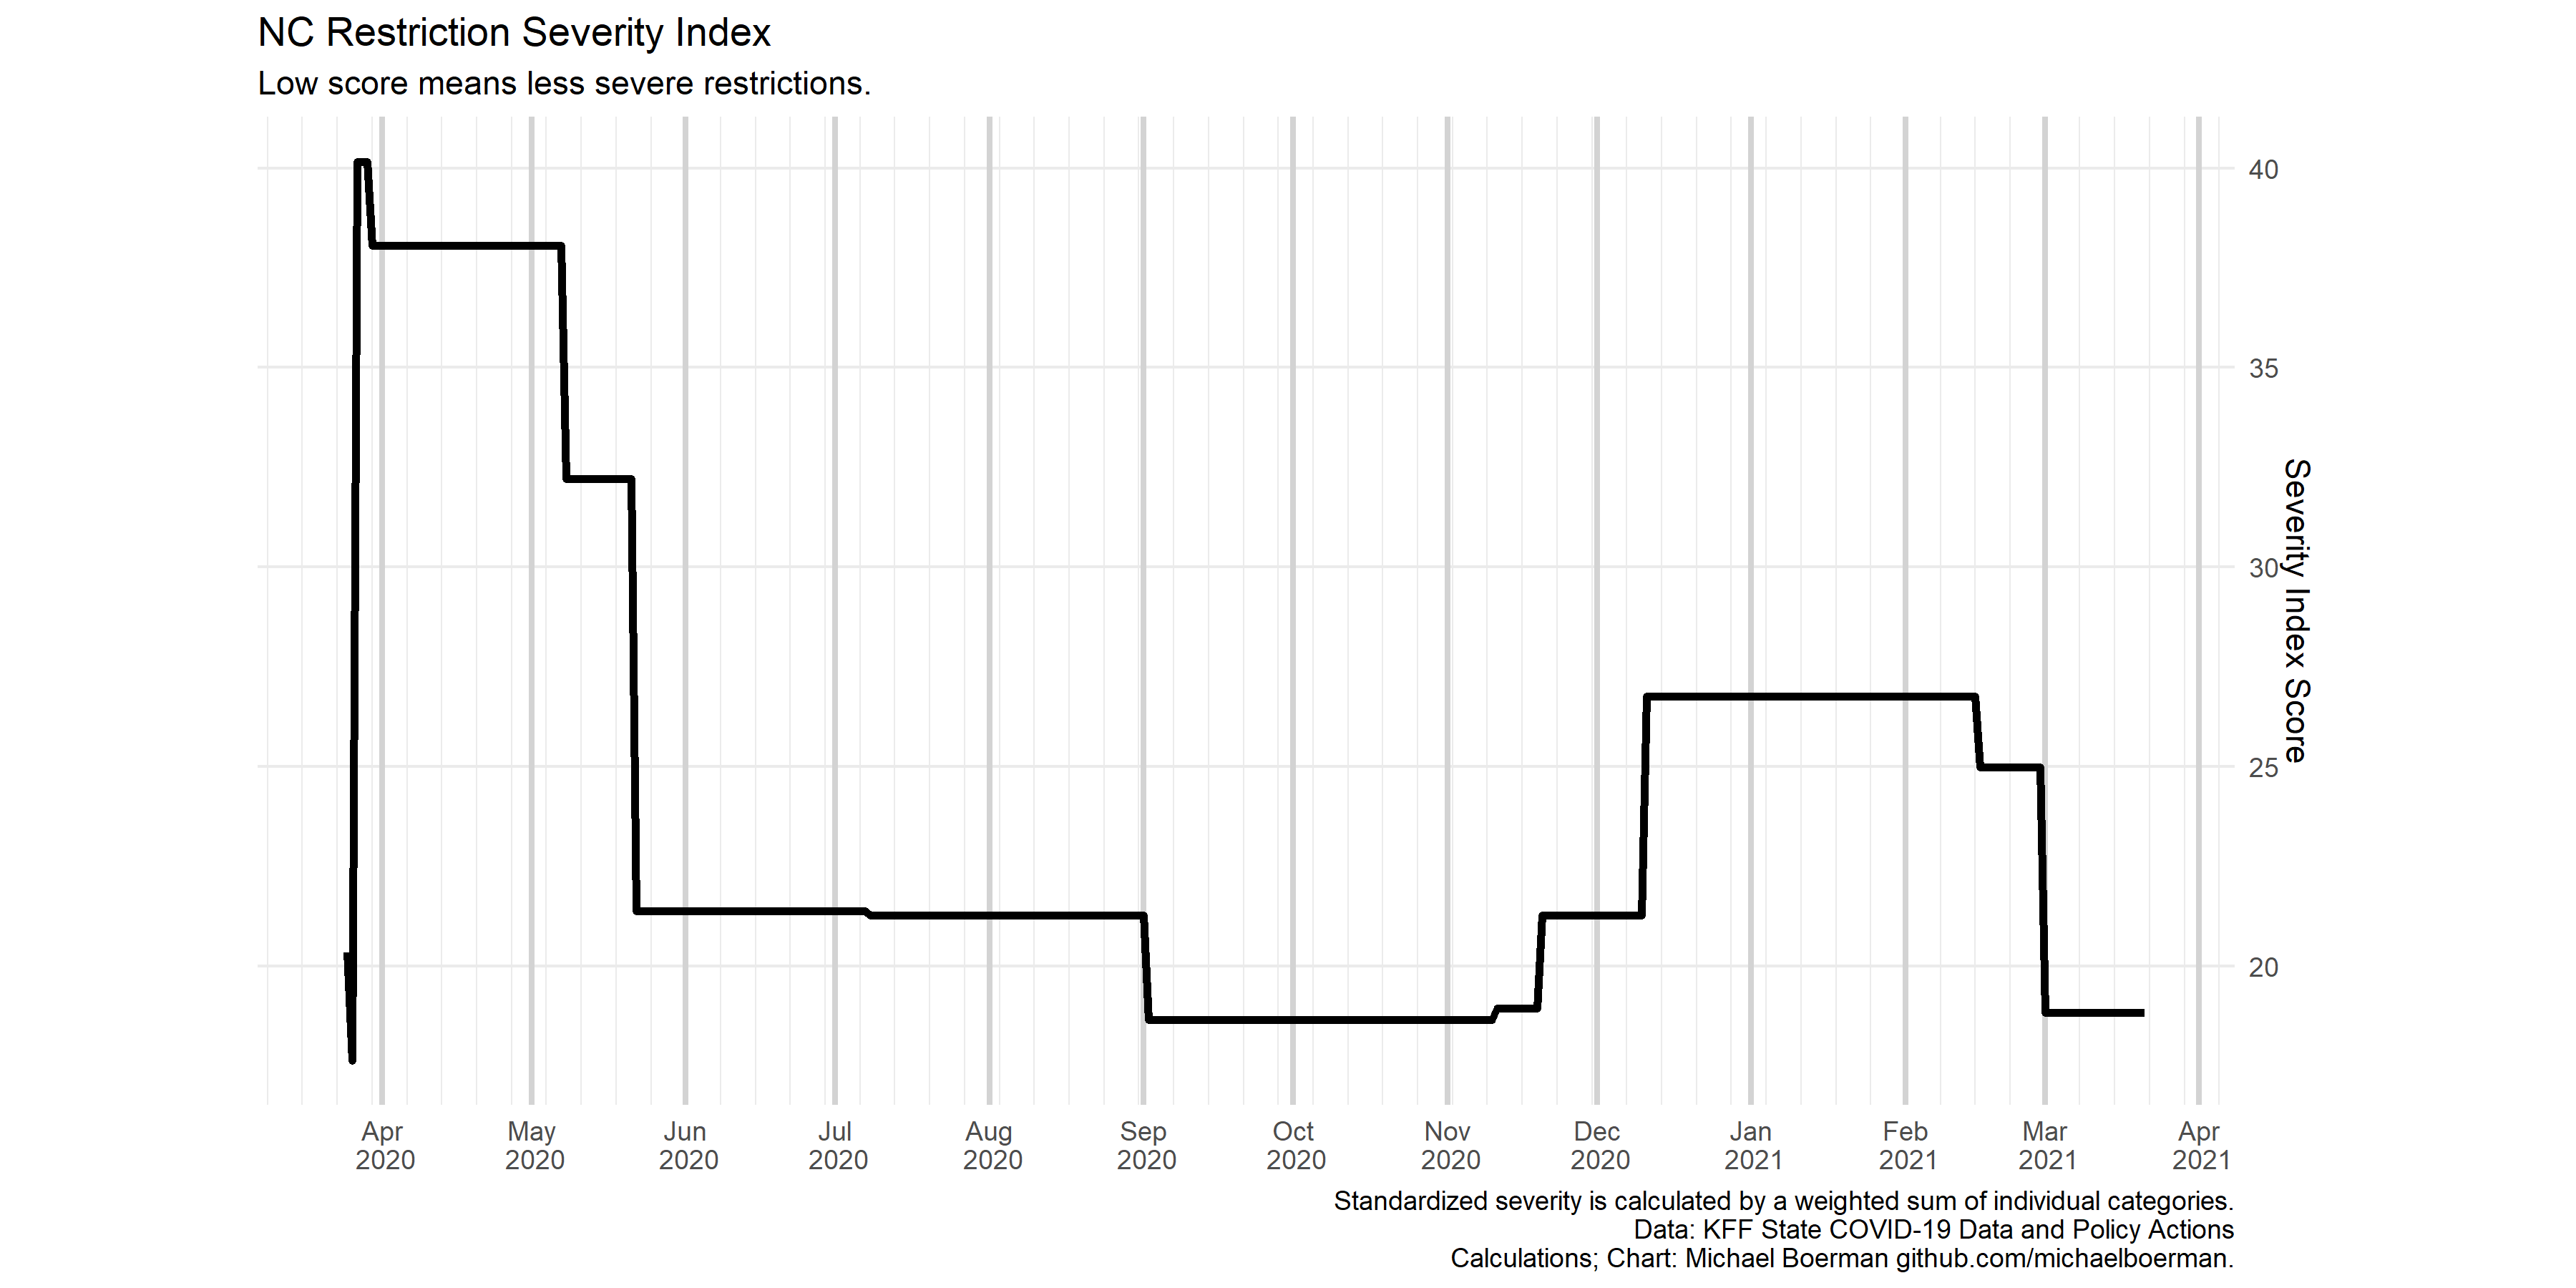 NC Restriction Severity Index
Low score means less severe restrictions.
40
35
30
25
20
Severity Index Score
Apr
2020
May
2020
Jun
2020
Jul
2020
Aug
2020
Sep
2020
Oct
2020
Nov
2020
Dec
2020
Jan
2021
Feb
2021
Mar
2021
Apr
2021
Standardized severity is calculated by a weighted sum of individual categories.
Data: KFF State COVID-19 Data and Policy Actions
Calculations; Chart: Michael Boerman github.com/michaelboerman.